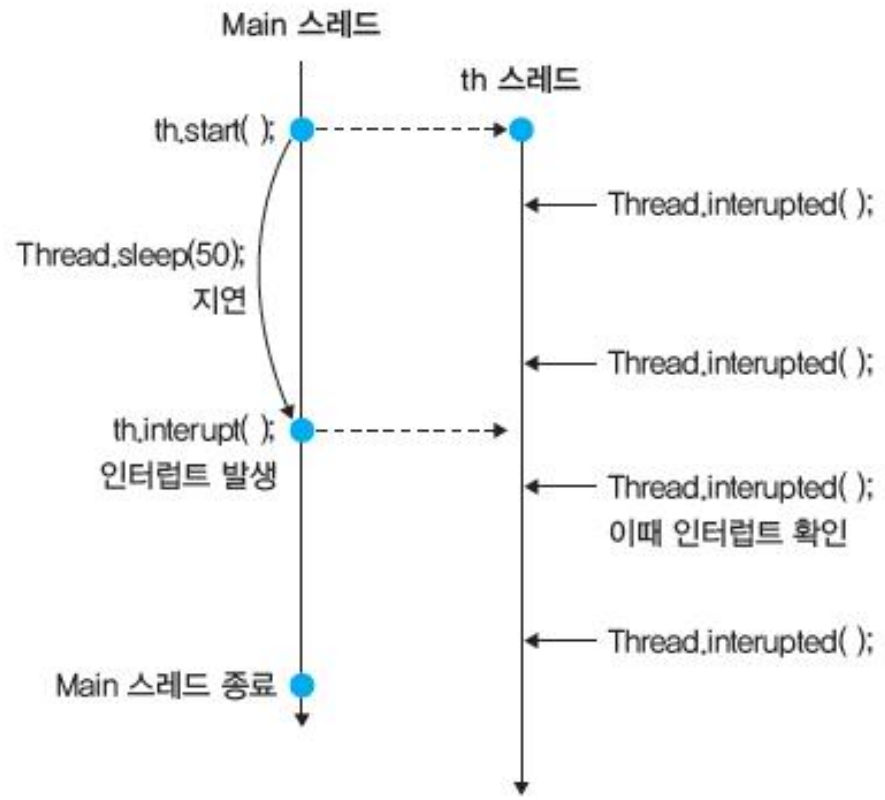 Main 스레드
th 스레드
th.start( );
Thread.interupted( );
Thread.sleep(50);
지연
Thread.interupted( );
th.interupt( );
인터럽트 발생
Thread.interupted( );
이때 인터럽트 확인
Thread.interupted( );
Main 스레드 종료